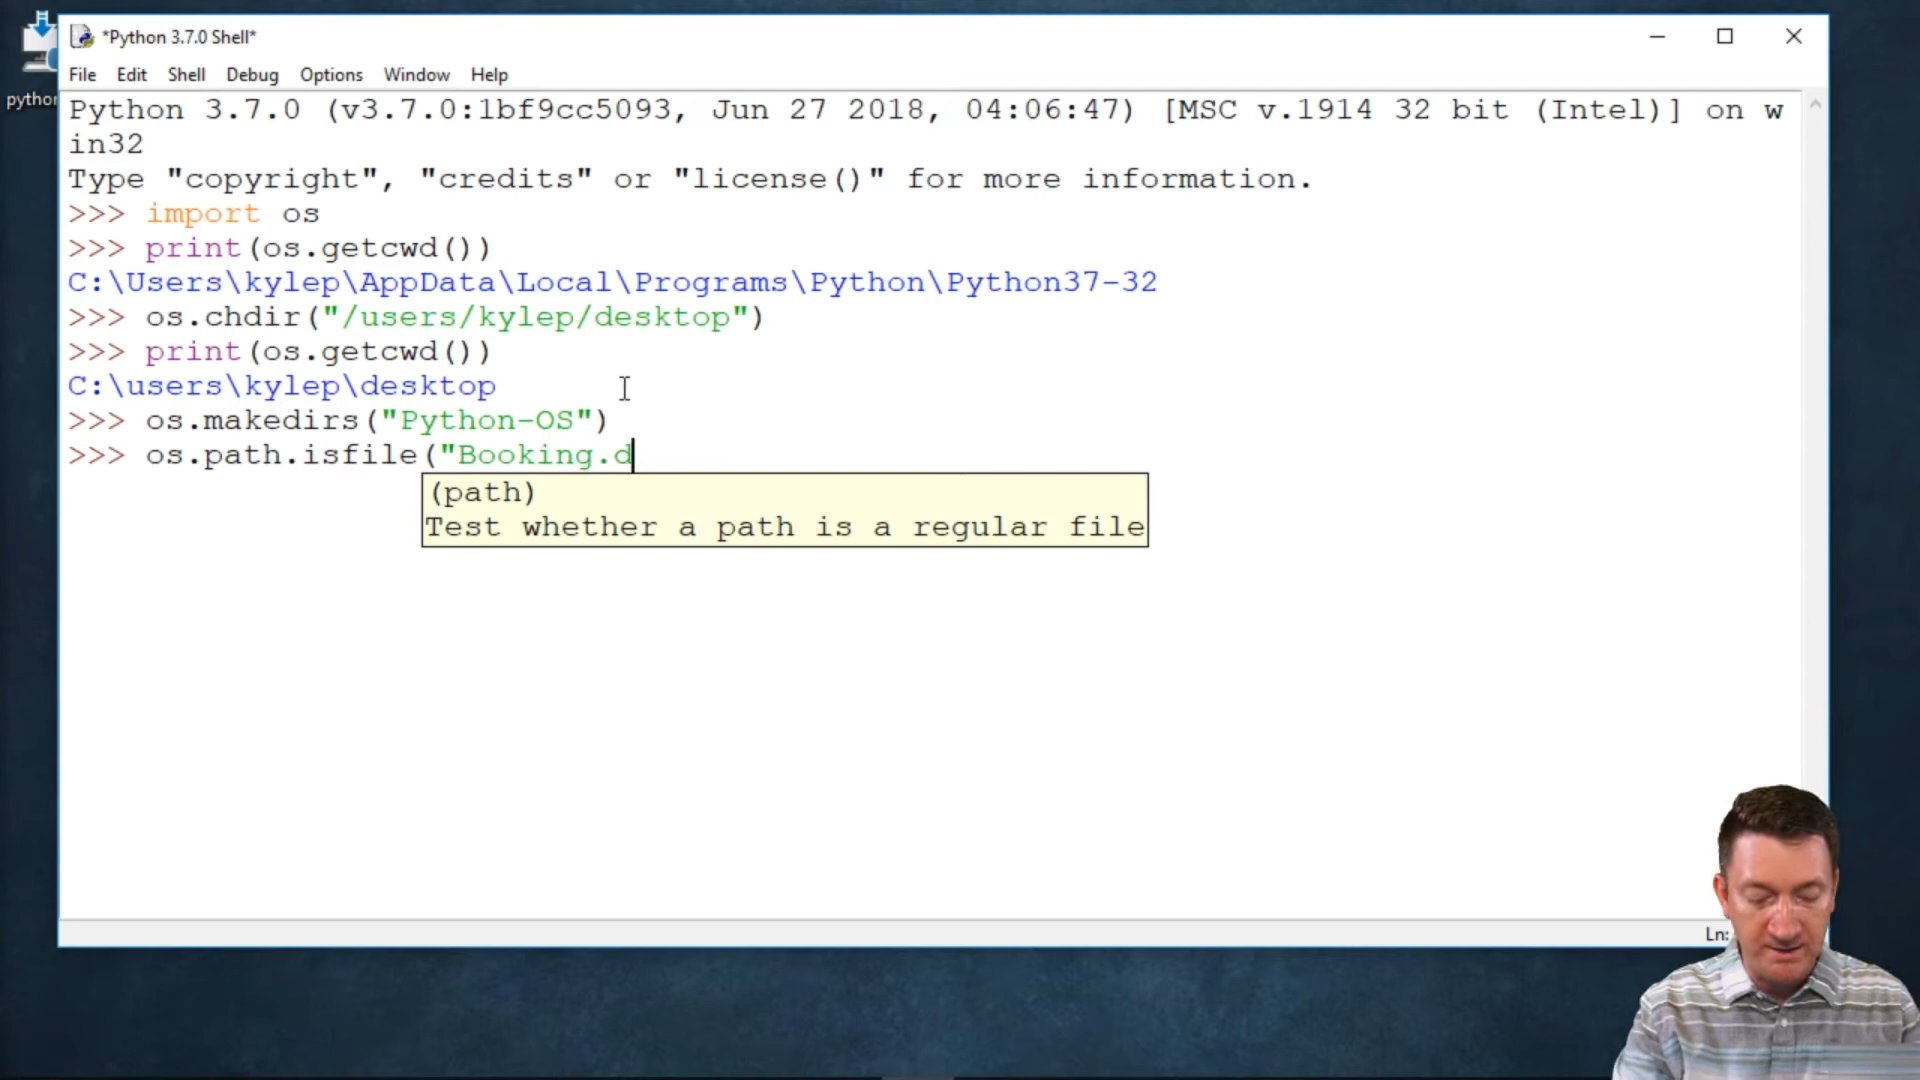 python
*Python 3.7.0 Shell*
File Edit Shell Debug Options Window Help
Python 3.7.0 (v3.7.0:1bf9cc5093, Jun 27 2018, 04:06:47) [MSC v.1914 32 bit (Intel)] on w
in32
Type "copyright", "credits" or "license()" for more information.
>>> import os
>>> print(os.getcwd())
C:\Users\kylep\AppData\Local\Programs\Python\Python37-32
>>> os.chdir("/users/kylep/desktop")
>>> print(os.getcwd())
C:\users\kylep\desktop
>>> os.makedirs("Python-OS")
>>> os.path.isfile("Booking.d
(path)
Test whether a path is a regular file
Ln: